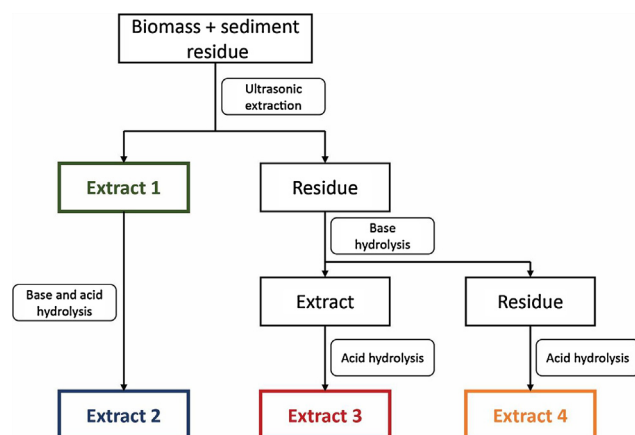 Biomass + sediment
residue
Ultrasonic
extraction
Extract 1
Residue
Base
hydrolysis
Base and acid
hydrolysis
Extract
Residue
Acid hydrolysis
Acid hydrolysis
Extract 2
Extract 3
Extract 4